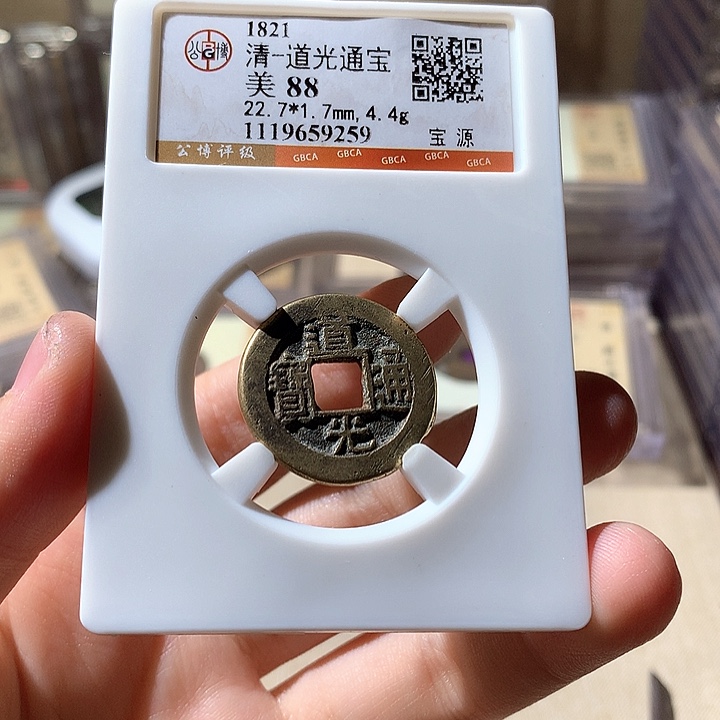 1821
清-道光通宝
美 88
22.7*1.7mm,4.4g
1119659259 宝源
公博评级 GBCA GBCA GBCA GBCA GBCA
道光通寶